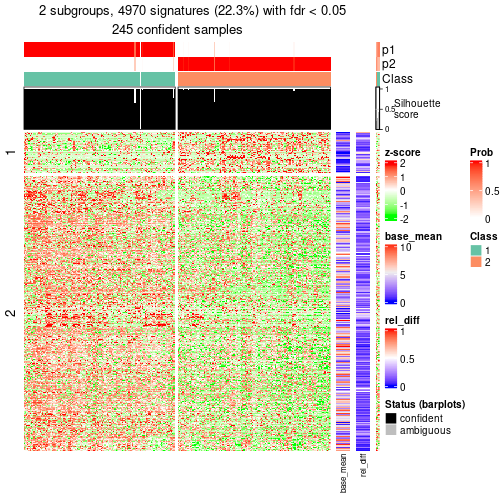 2 subgroups, 4970 signatures (22.3%) with fdr < 0.05
245 confident samples
p1
p2
Class
1
0.5
0
Silhouette
score
1
2
z-score
2
1
0
-1
-2
Prob
1
0.5
0
base_mean
10
5
0
Class
1
2
rel_diff
1
0.5
0
Status (barplots)
confident
ambiguous
base_mean
rel_diff